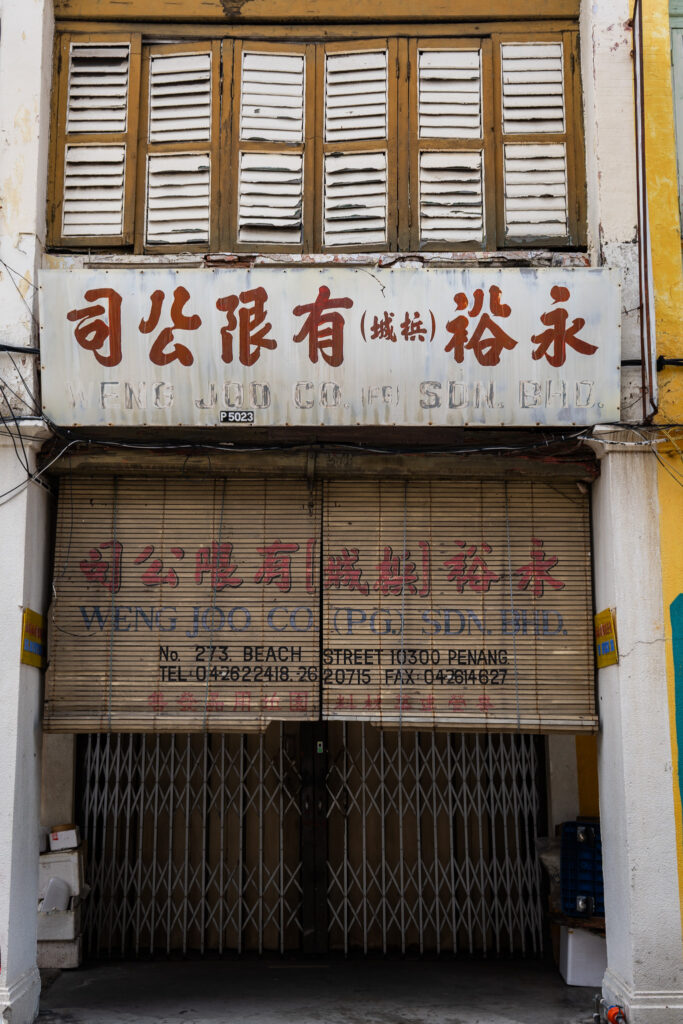 永裕(梹城)有限公司
WENG JOO CO. (PG) SDN. BHD.
P5023
永裕[梹城]有限公司
WENG JOO CO. (PG.) SDN. BHD.
No. 273. BEACH STREET 10300 PENANG.
TEL: 04-2622418. 2620715 FAX: 04-2614627